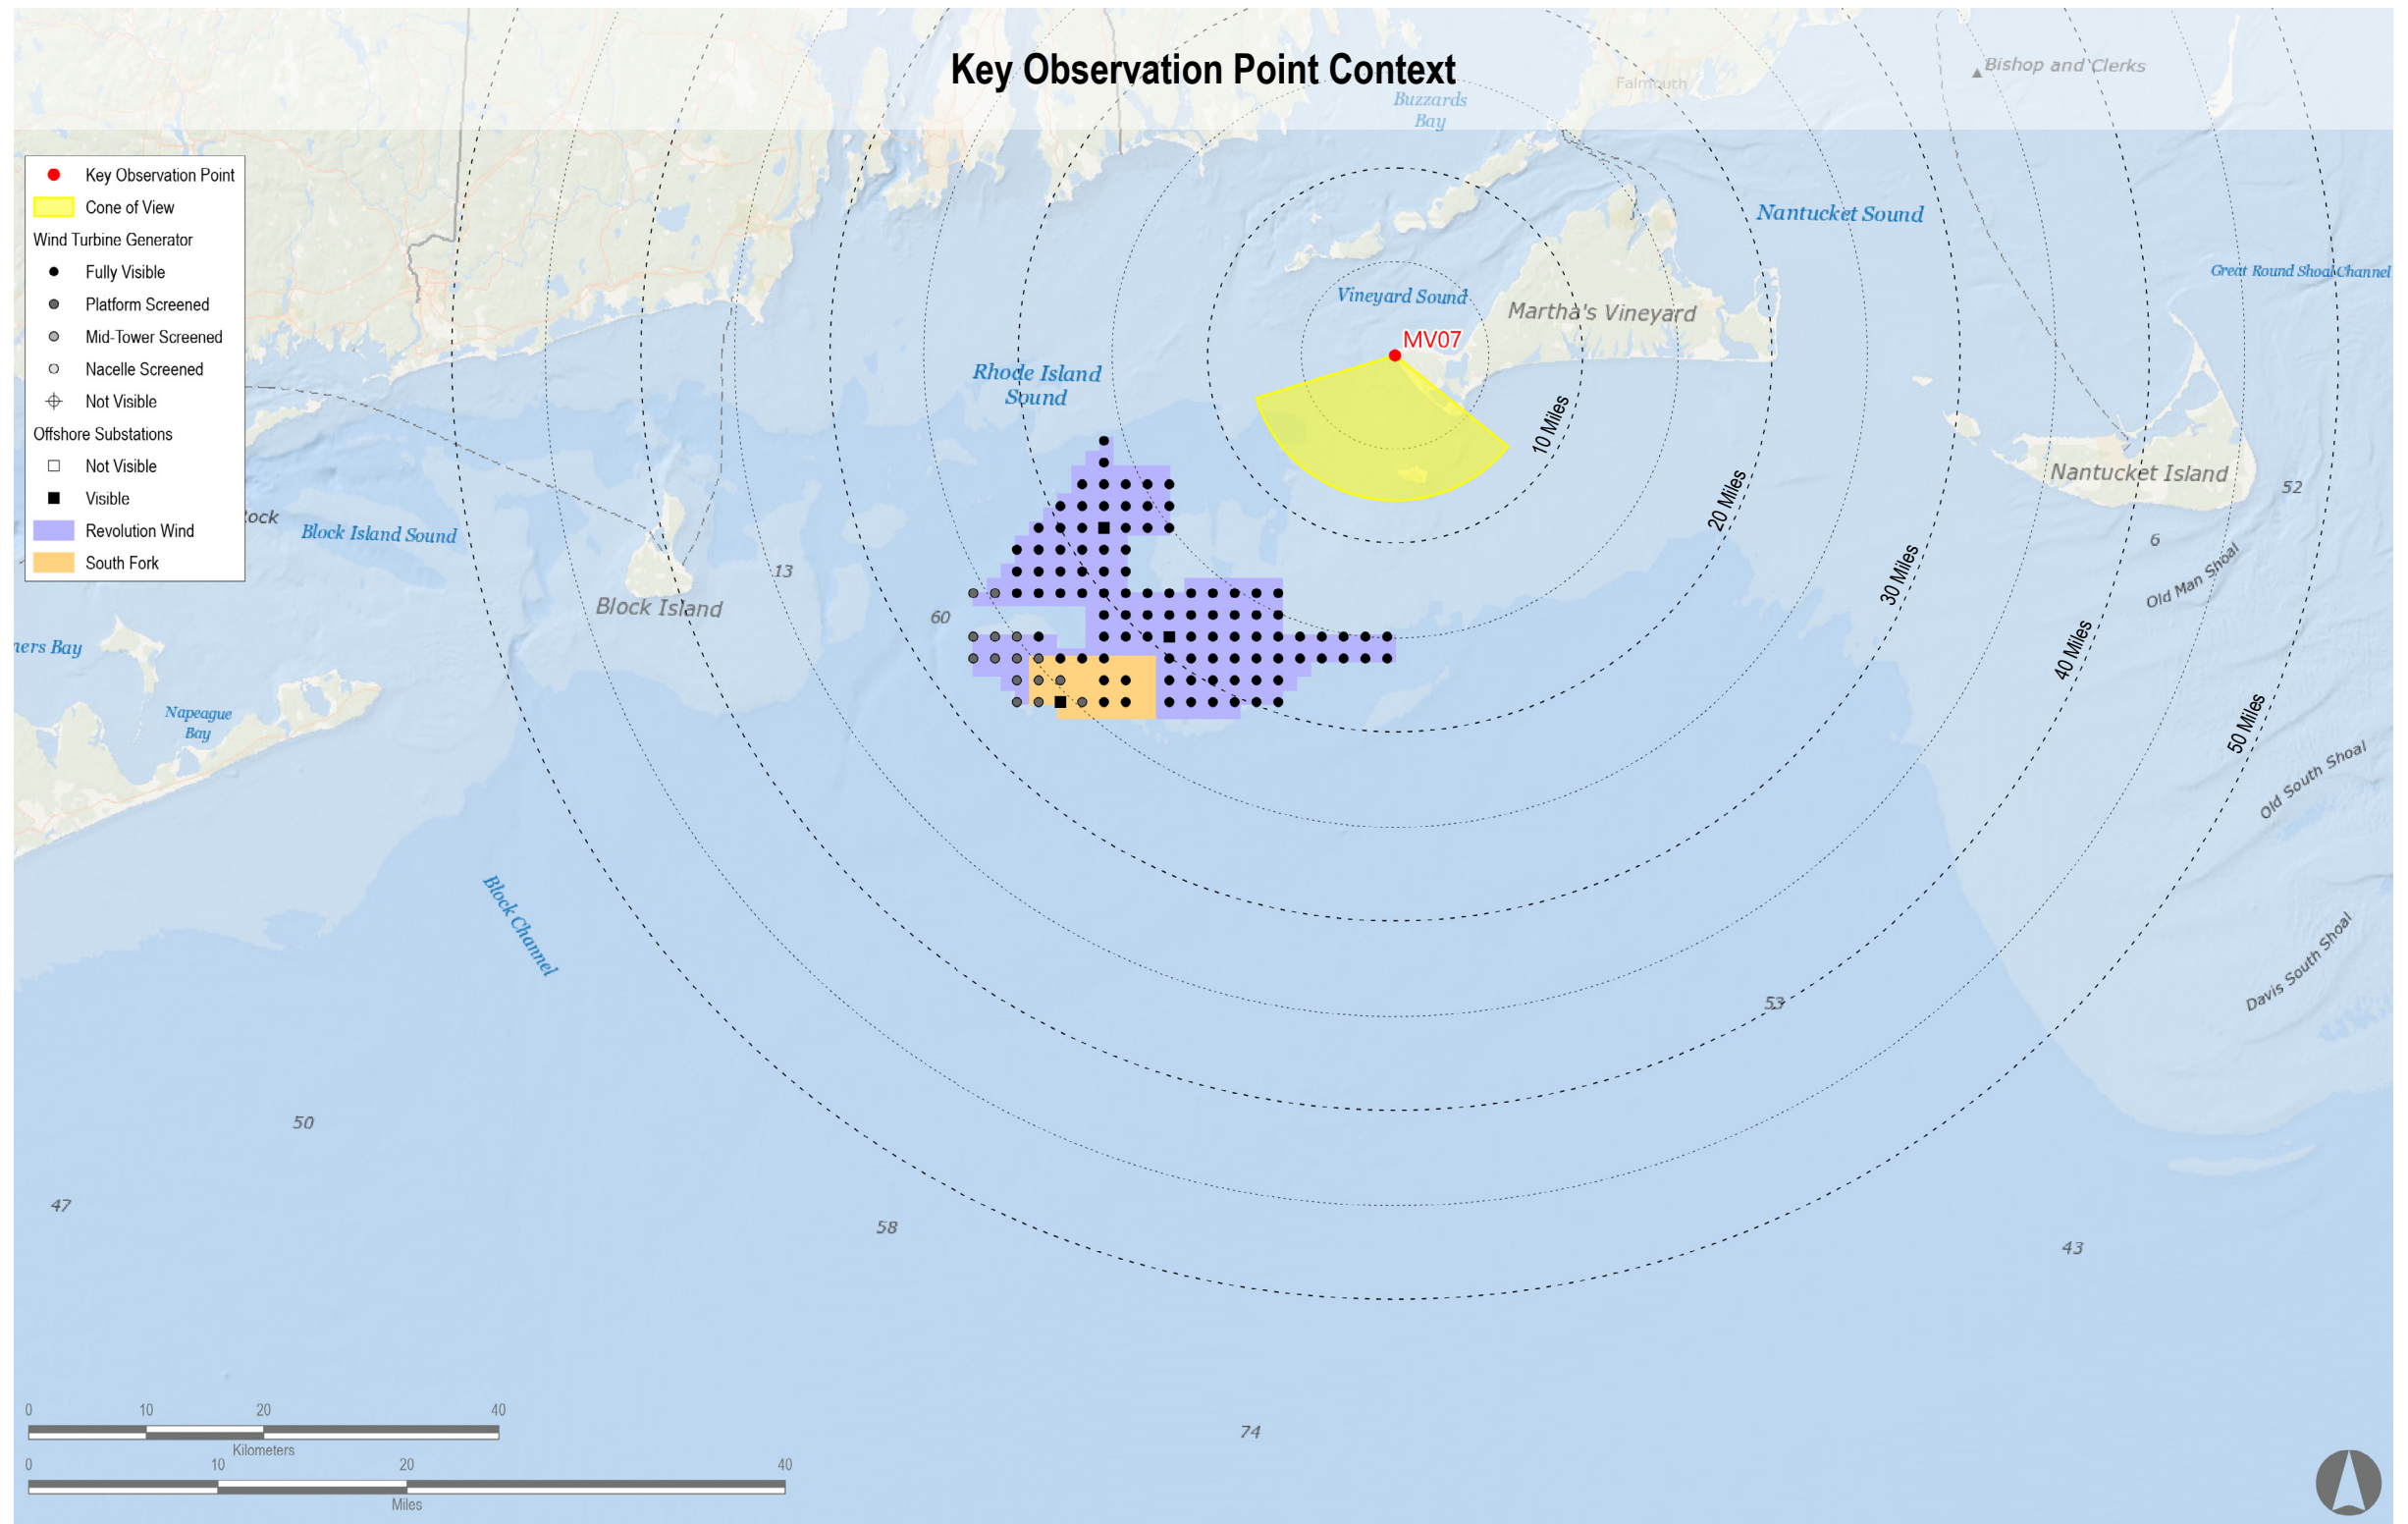 Key Observation Point Context
Bishop and Clerks
Falmouth
Buzzards
Bay
Key Observation Point
Cone of View
Wind Turbine Generator
Fully Visible
Platform Screened
Mid-Tower Screened
Nacelle Screened
Not Visible
Offshore Substations
Not Visible
Visible
Revolution Wind
South Fork
Nantucket Sound
Great Round Shoal Channel
Vineyard Sound
Martha's Vineyard
MV07
Rhode Island
Sound
10 Miles
20 Miles
30 Miles
40 Miles
50 Miles
Nantucket Island
52
6
Old Man Shoal
ock
Block Island Sound
13
Block Island
60
ners Bay
Napeague
Bay
Old South Shoal
Block Channel
Davis South Shoal
53
50
47
58
43
74
0 10 20 40
Kilometers
0 10 20 40
Miles